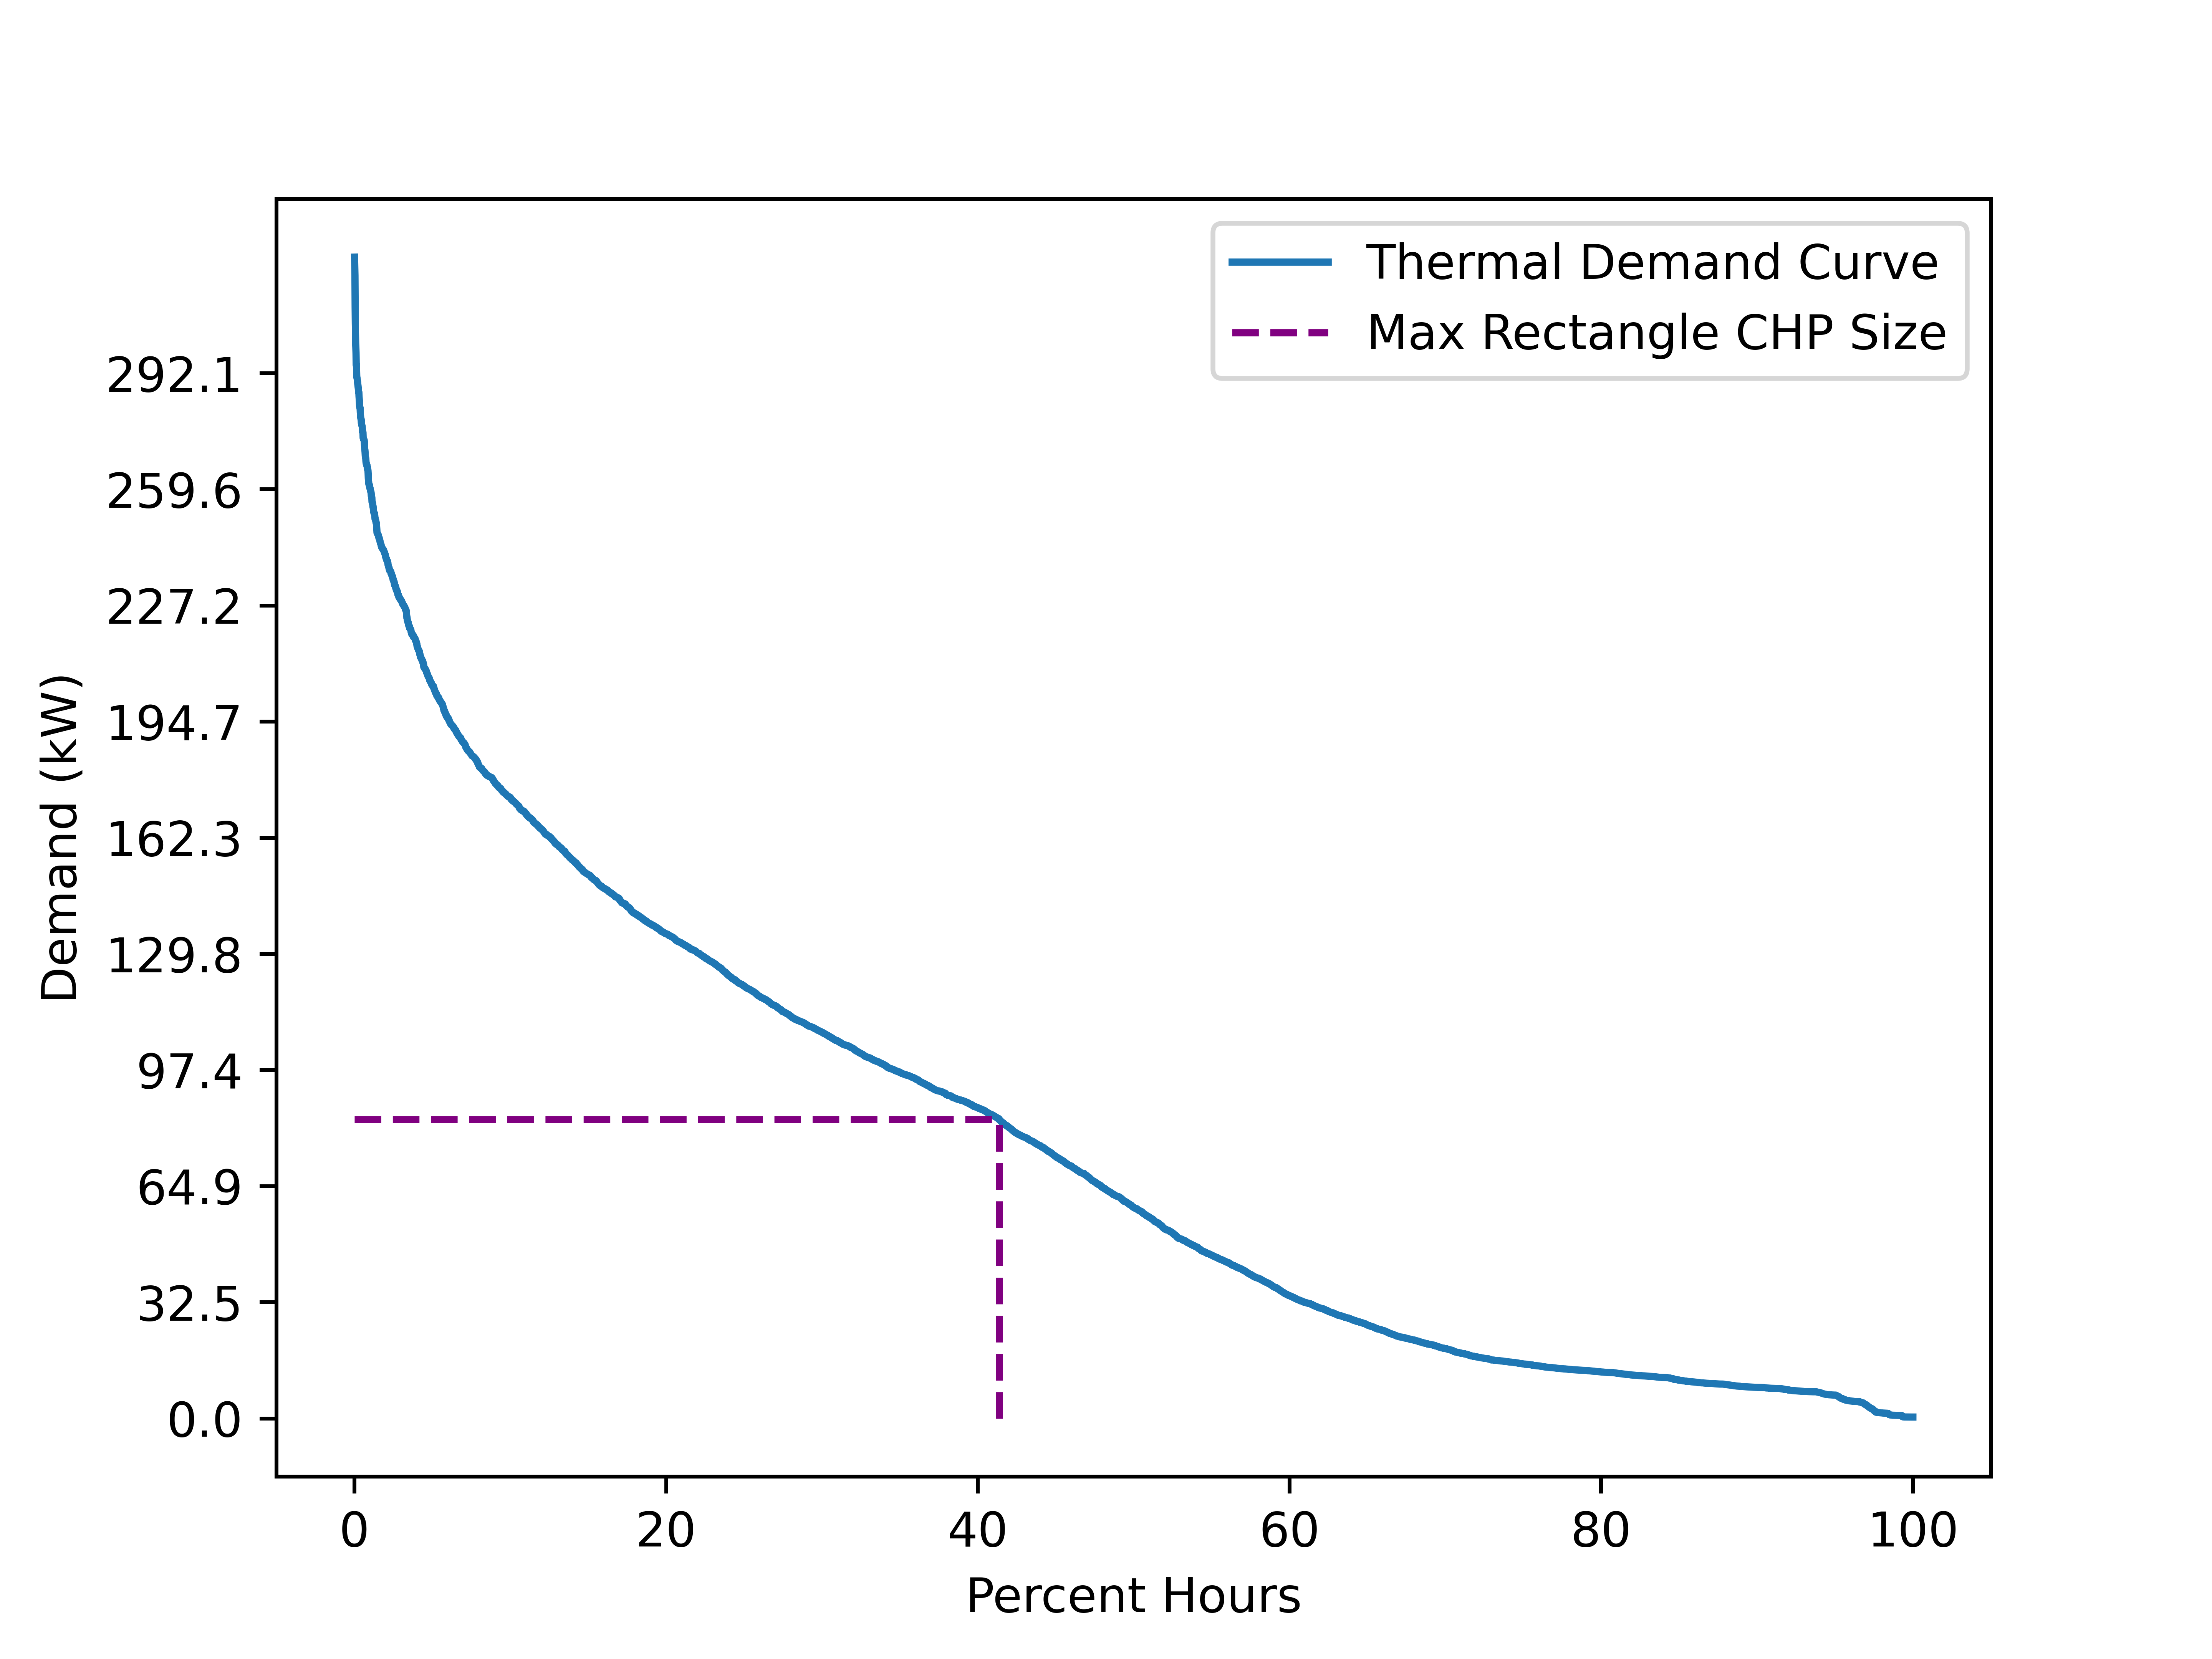 Thermal Demand Curve
Max Rectangle CHP Size
292.1
259.6
227.2
194.7
162.3
129.8
97.4
64.9
32.5
0.0
Demand (kW)
0 20 40 60 80 100
Percent Hours